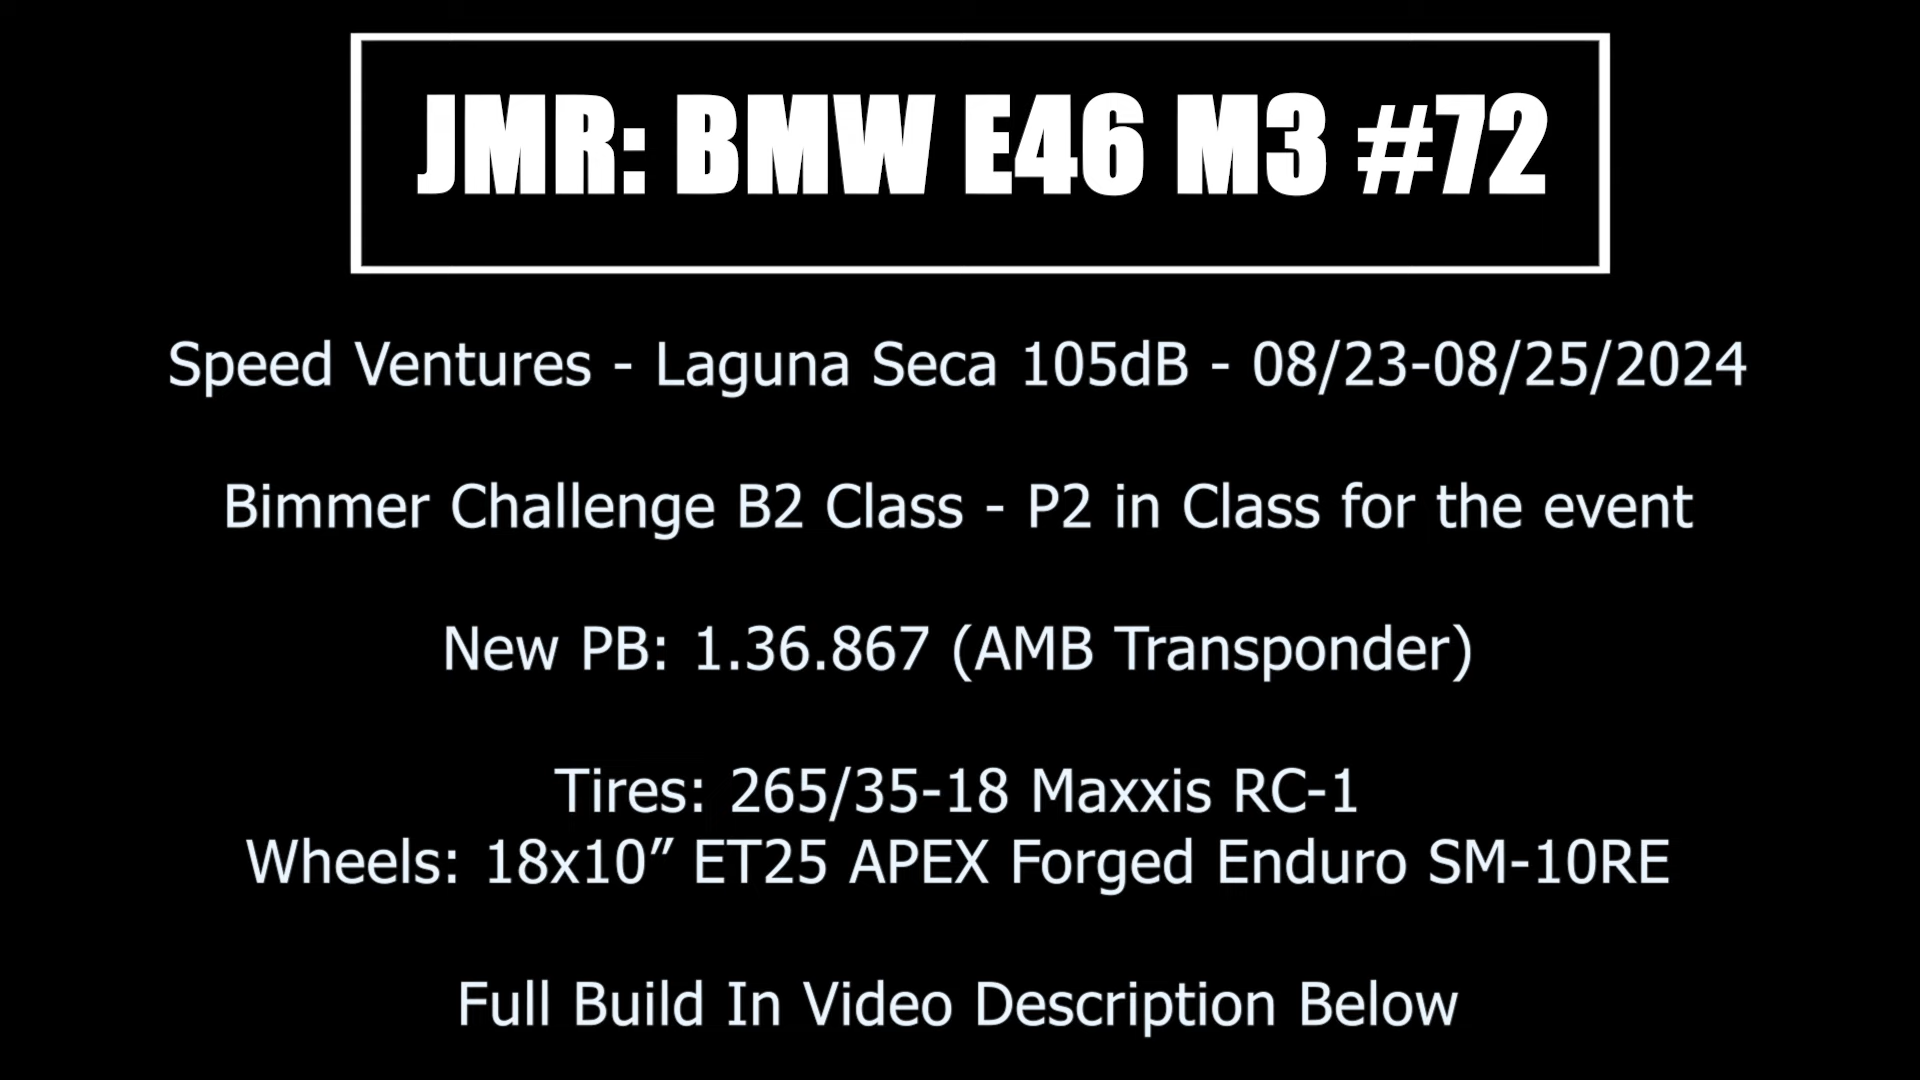 JMR: BMW E46 M3 #72
Speed Ventures - Laguna Seca 105dB - 08/23-08/25/2024
Bimmer Challenge B2 Class - P2 in Class for the event
New PB: 1.36.867 (AMB Transponder)
Tires: 265/35-18 Maxxis RC-1
Wheels: 18x10” ET25 APEX Forged Enduro SM-10RE
Full Build In Video Description Below